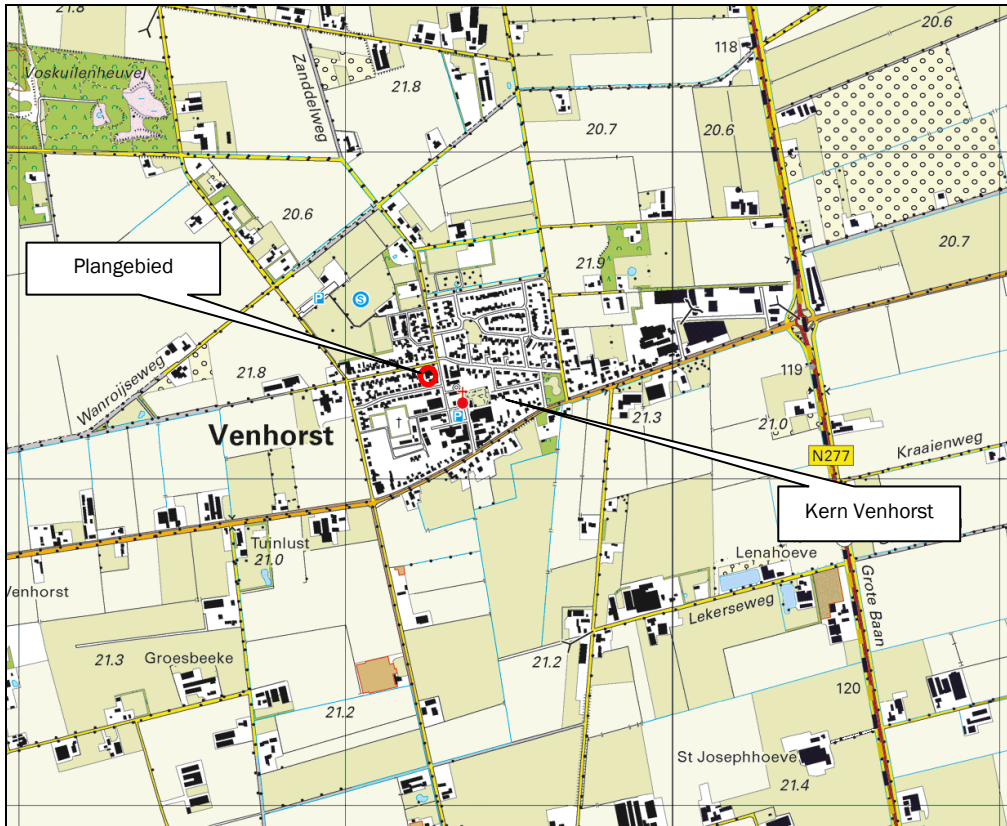 21.8
20.6
118
Voskuilenheuvel
Zanddelweg
21.8
20.7
20.6
20.6
20.7
Plangebied
21.9
P
S
119
Wanroijseweg
21.8
21.3
21.0
P
Venhorst
Kraaienweg
N277
Kern Venhorst
Tuinlust
21.0
Lenahoeve
Venhorst
Lekerseweg
Grote Baan
21.3
Groesbeeke
21.2
21.2
120
St Josephhoeve
21.4